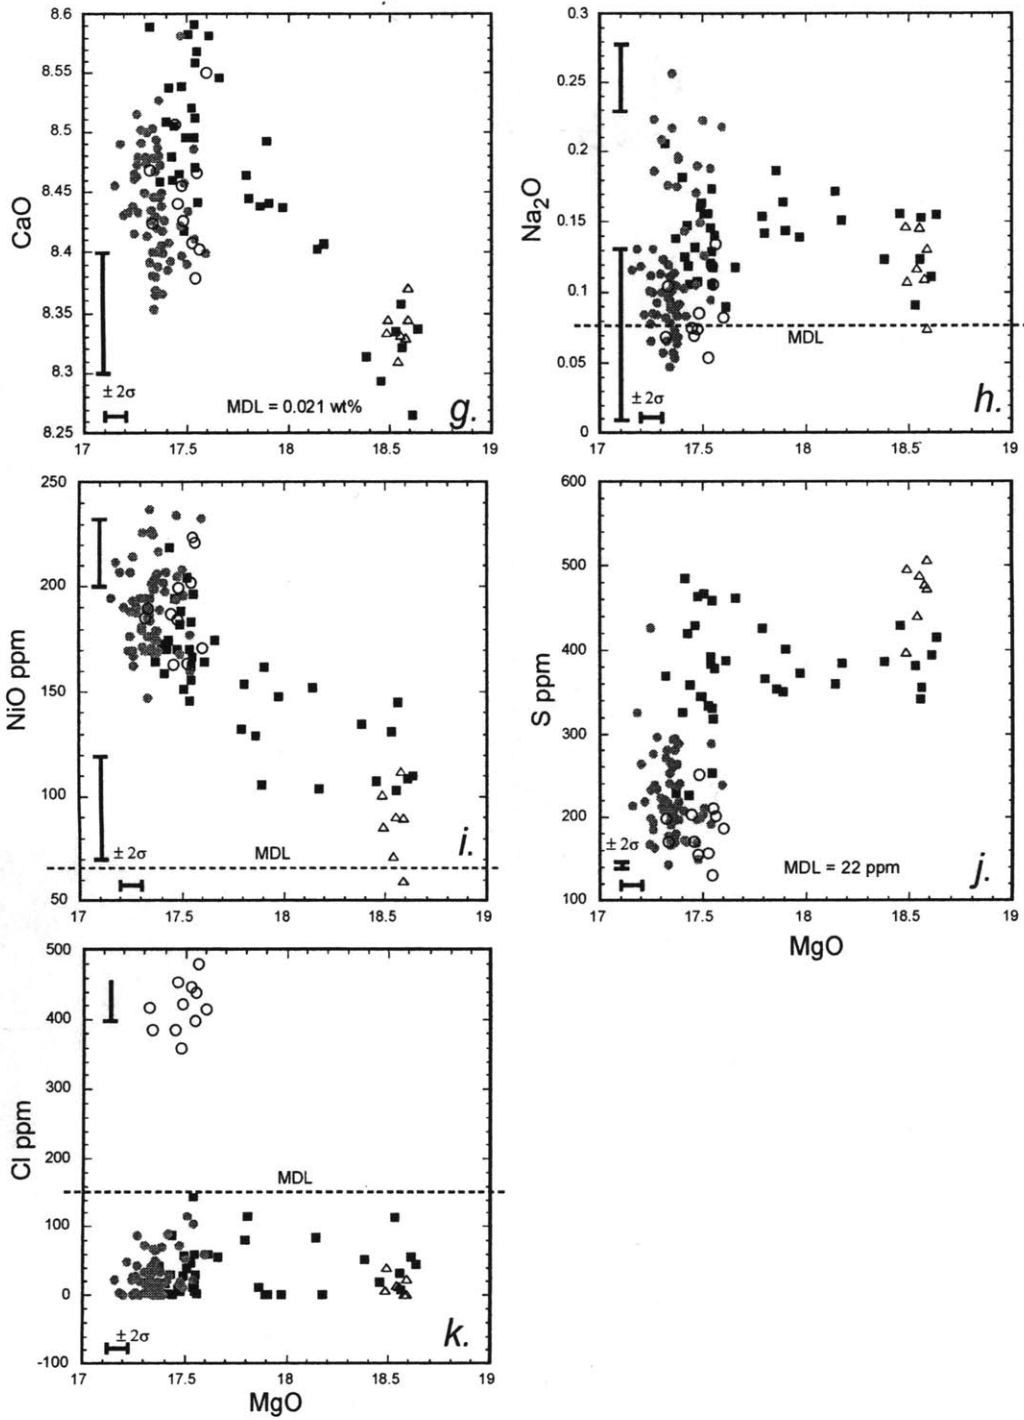 8.6
8.55
8.5
8.45
8.4
8.35
8.3
8.25
CaO
± 2σ
MDL = 0.021 wt%
g.
17 17.5 18 18.5 19
0.3
0.25
0.2
0.15
0.1
0.05
0
Na2O
MDL
± 2σ
h.
17 17.5 18 18.5 19
250
200
150
100
50
NiO ppm
± 2σ
MDL
i.
17 17.5 18 18.5 19
600
500
400
300
200
100
S ppm
± 2σ
MDL = 22 ppm
j.
17 17.5 18 18.5 19
MgO
500
400
300
200
100
0
-100
Cl ppm
MDL
± 2σ
k.
17 17.5 18 18.5 19
MgO